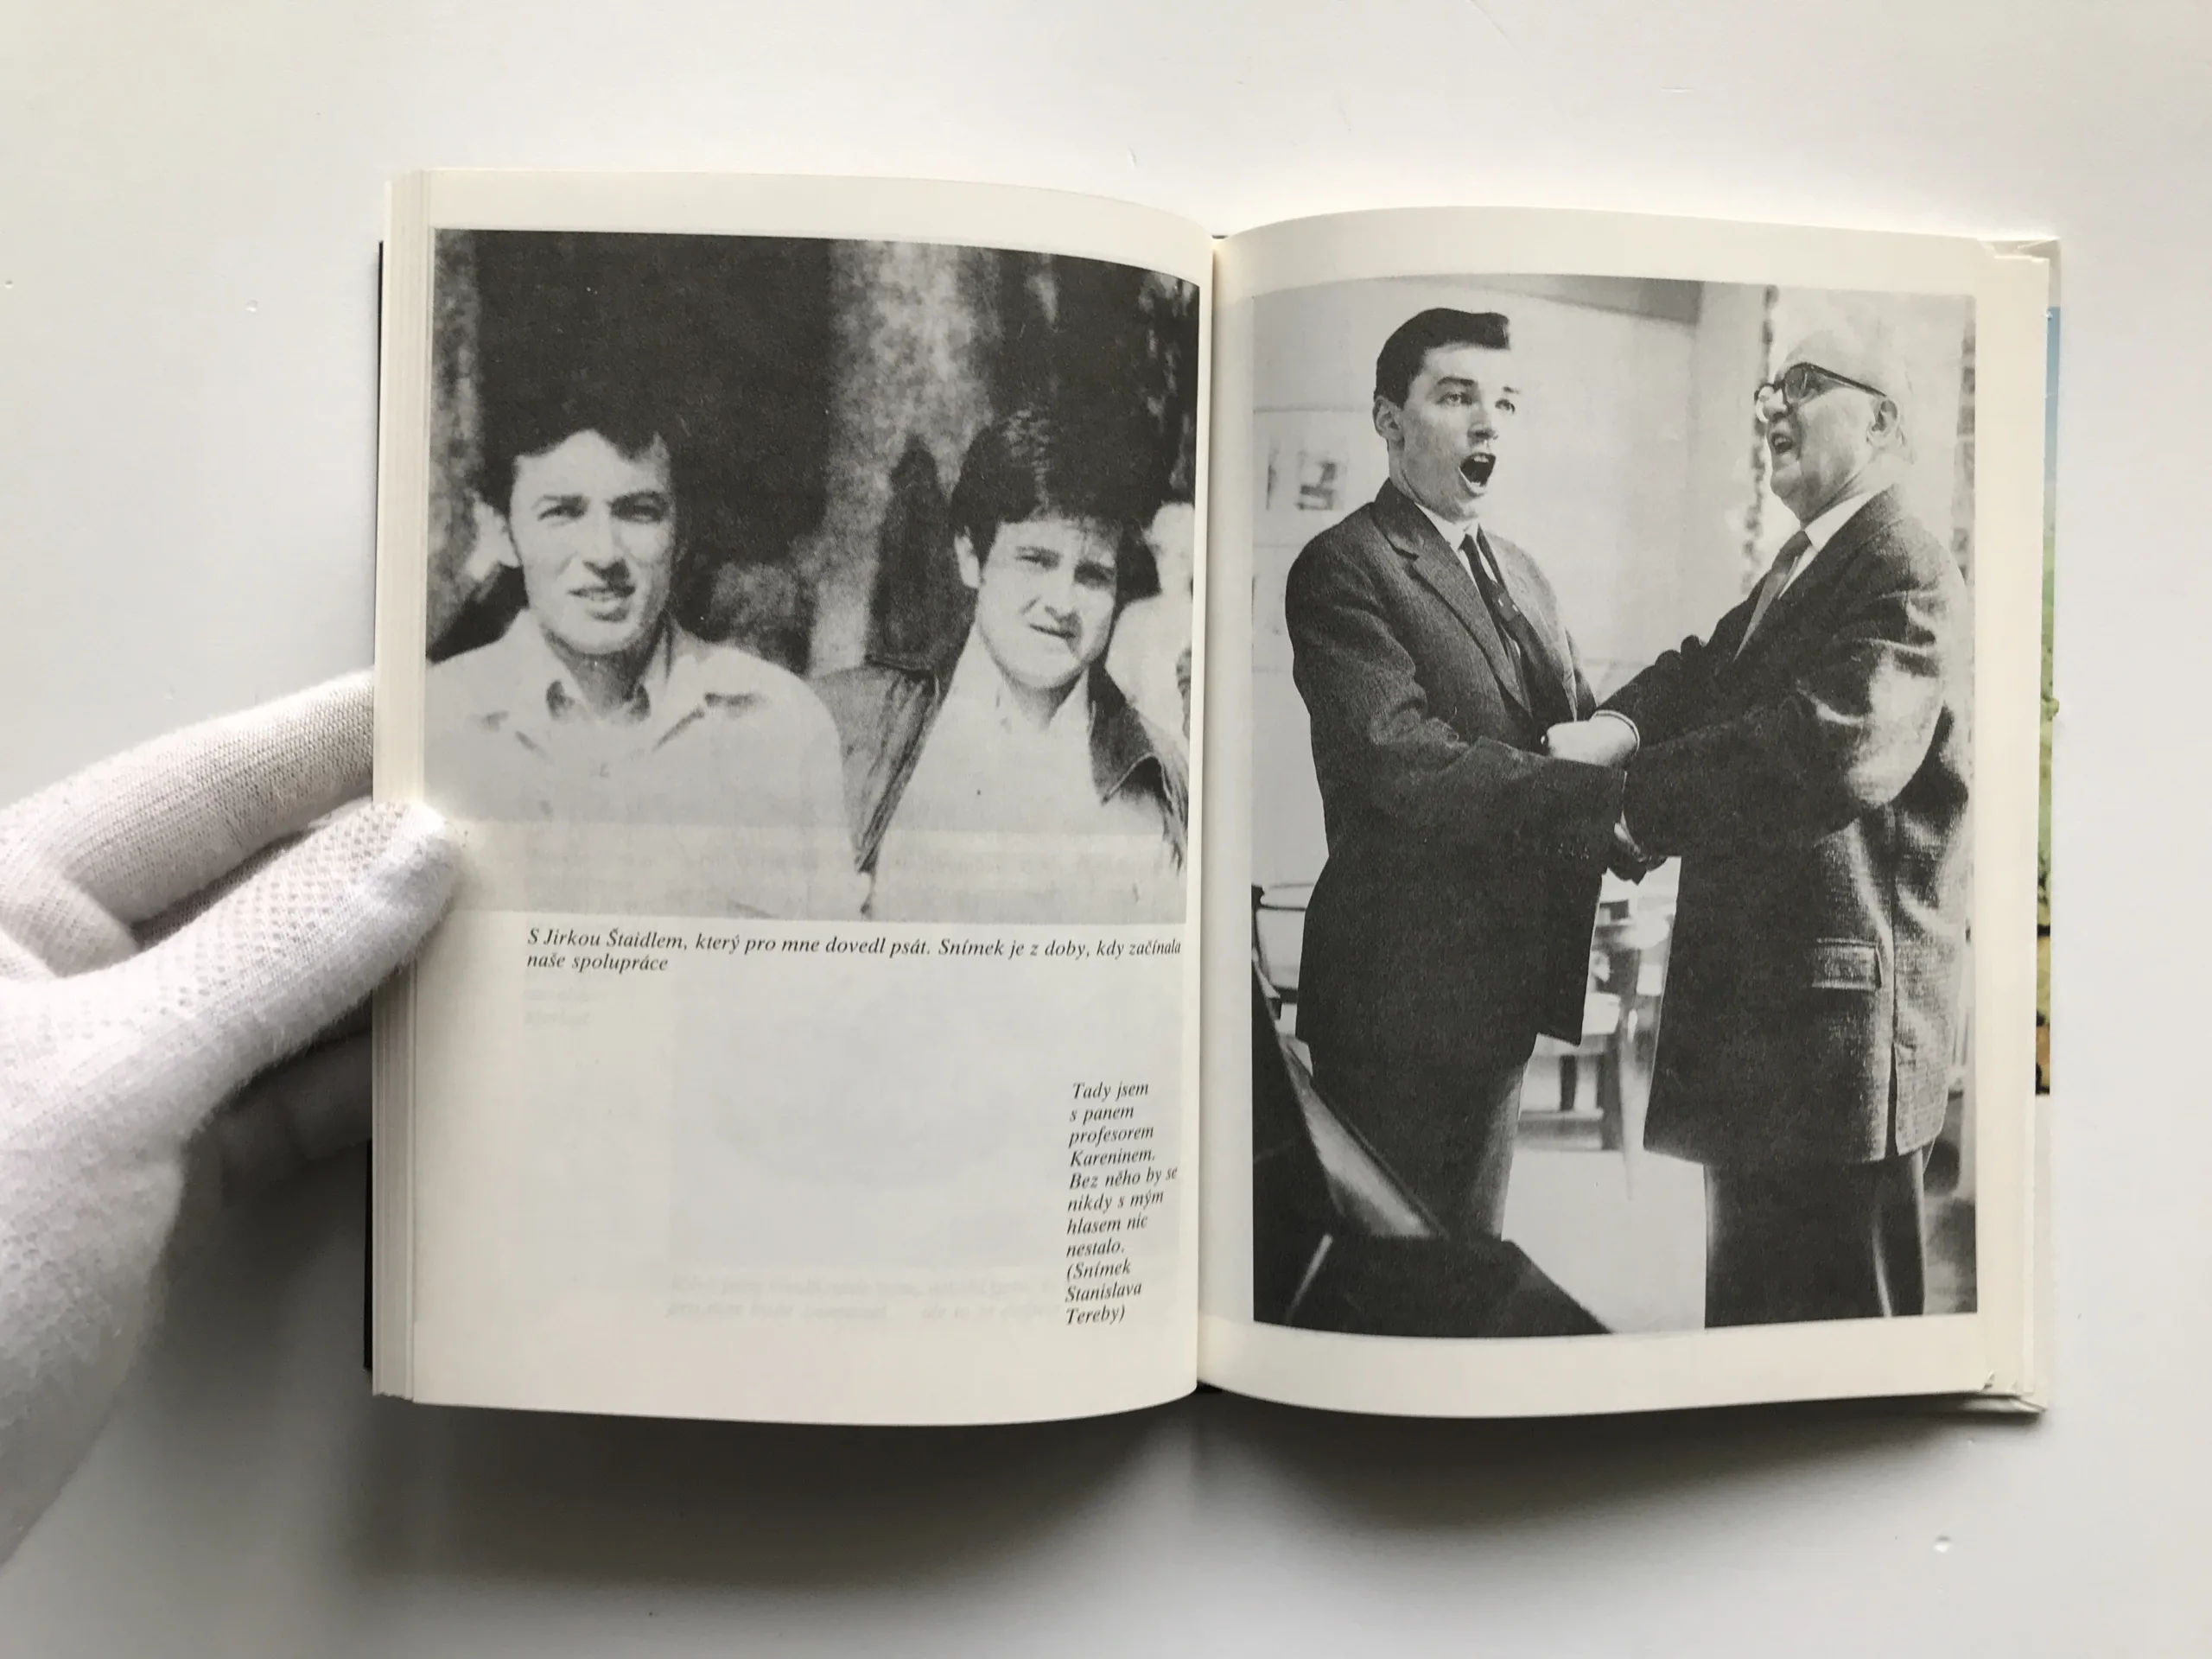 S Jirkou Štaidlem, který pro mne dovedl psát. Snímek je z doby, kdy začínala
naše spolupráce
Tady jsem
s panem
profesorem
Kareninem.
Bez něho by se
nikdy s mým
hlasem nic
nestalo.
(Snímek
Stanislava
Tereby)